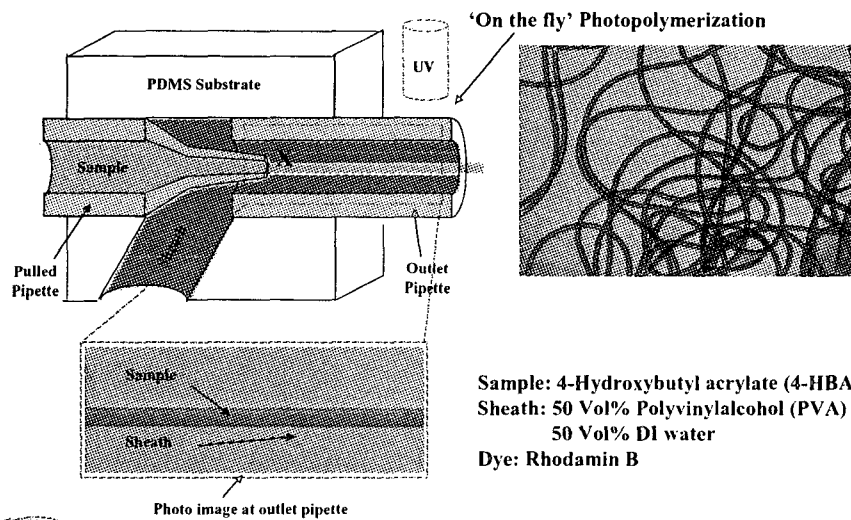 ‘On the fly’ Photopolymerization
UV
PDMS Substrate
Sample
X
Pulled
Pipette
Outlet
Pipette
Sample
Sheath
Photo image at outlet pipette
Sample: 4-Hydroxybutyl acrylate (4-HBA
Sheath: 50 Vol% Polyvinylalcohol (PVA)
50 Vol% DI water
Dye: Rhodamin B